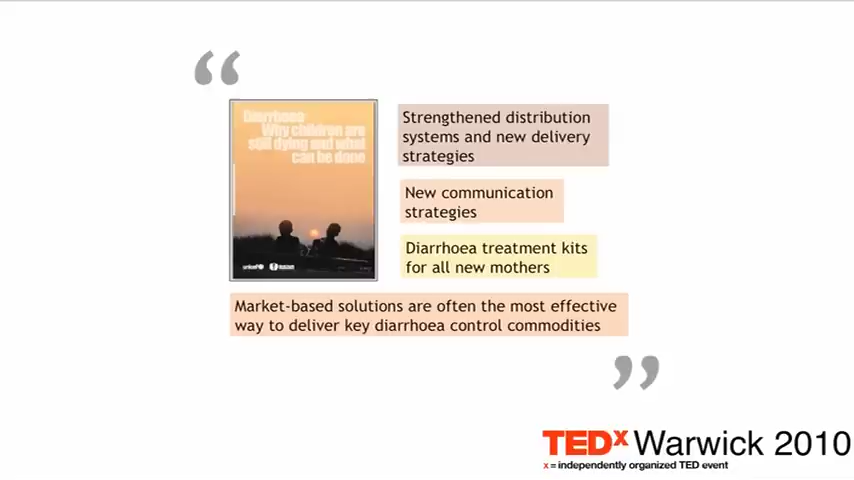 “
Diarrhoea:
Why children are
still dying and what
can be done
unicef
Strengthened distribution
systems and new delivery
strategies
New communication
strategies
Diarrhoea treatment kits
for all new mothers
Market-based solutions are often the most effective
way to deliver key diarrhoea control commodities
”
TEDx Warwick 2010
x = independently organized TED event